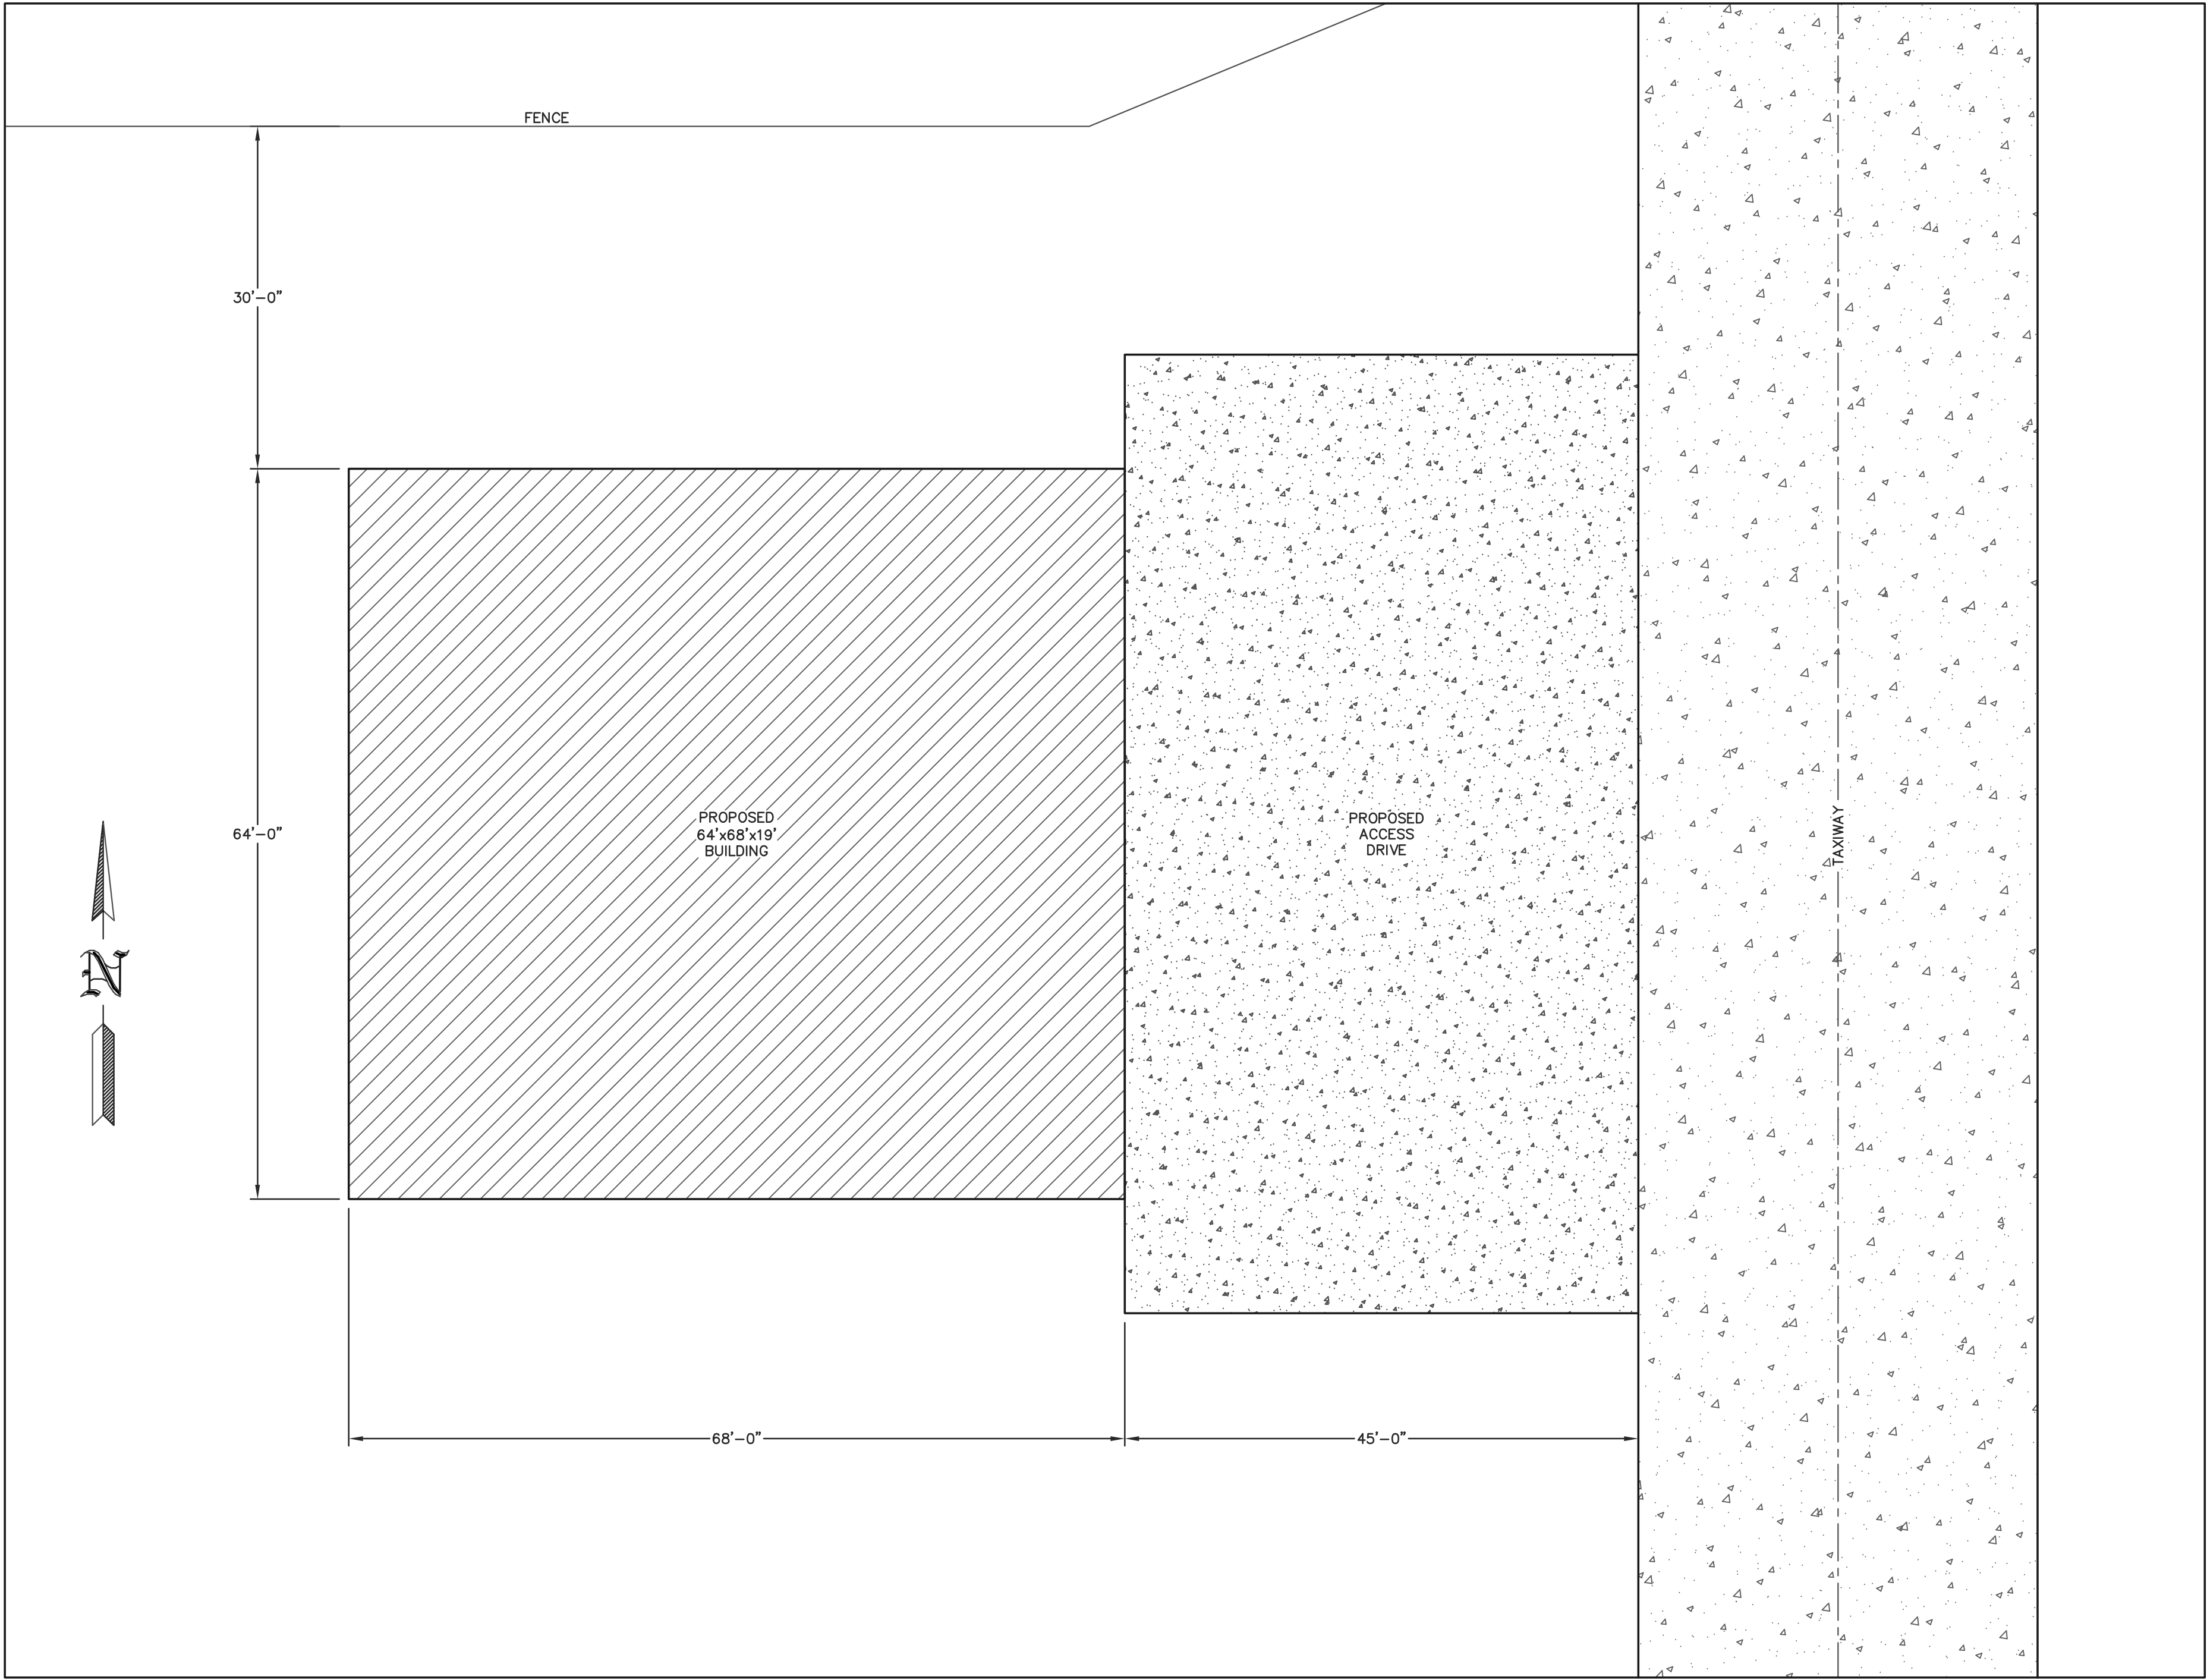 FENCE
30'-0"
64'-0"
PROPOSED
64'x68'x19'
BUILDING
PROPOSED
ACCESS
DRIVE
TAXIWAY
N
68'-0"
45'-0"